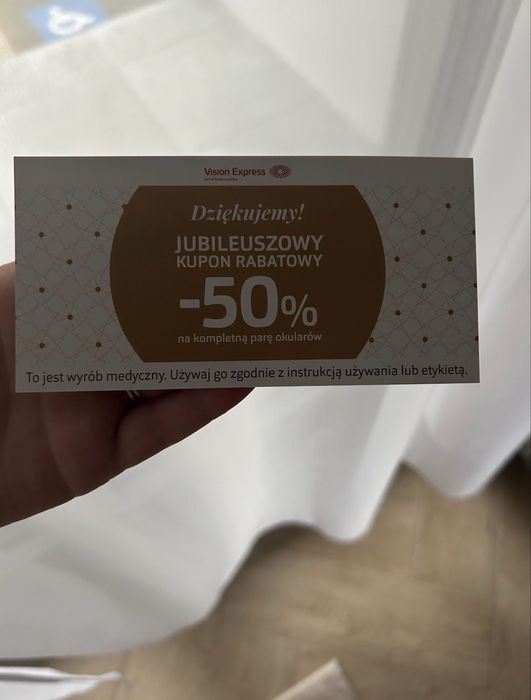 Vision Express
Dziękujemy!
JUBILEUSZOWY
KUPON RABATOWY
-50%
na kompletną parę okularów
To jest wyrób medyczny. Używaj go zgodnie z instrukcją używania lub etykietą.